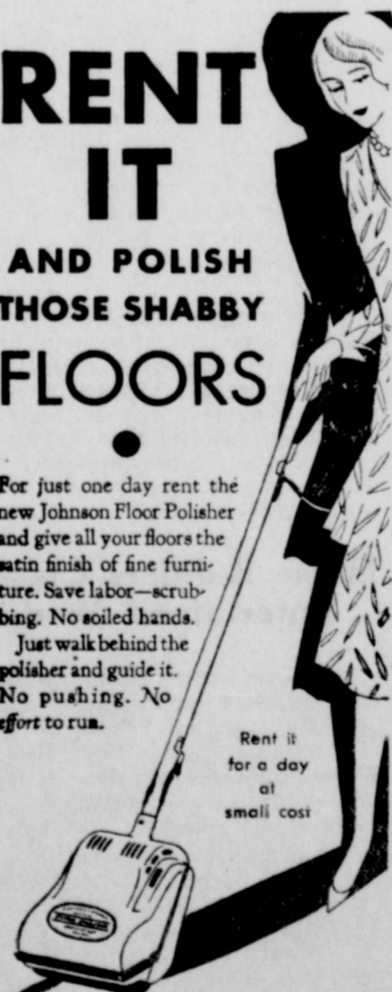 RENT
IT
AND POLISH
THOSE SHABBY
FLOORS
For just one day rent the
new Johnson Floor Polisher
and give all your floors the
satin finish of fine furni-
ture. Save labor—scrub-
bing. No soiled hands.
Just walk behind the
polisher and guide it.
No pushing. No
effort to run.
Rent it
for a day
at
small cost